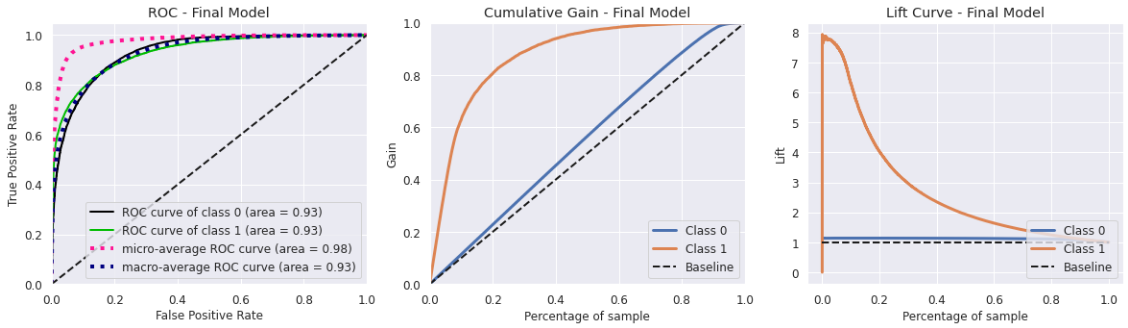 ROC - Final Model
1.0
0.8
0.6
0.4
0.2
0.0
True Positive Rate
0.0
0.2
0.4
0.6
0.8
1.0
False Positive Rate
ROC curve of class 0 (area = 0.93)
ROC curve of class 1 (area = 0.93)
micro-average ROC curve (area = 0.98)
macro-average ROC curve (area = 0.93)
Cumulative Gain - Final Model
1.0
0.8
0.6
0.4
0.2
0.0
Gain
0.0
0.2
0.4
0.6
0.8
1.0
Percentage of sample
Class 0
Class 1
Baseline
Lift Curve - Final Model
8
7
6
5
4
3
2
1
0
Lift
0.0
0.2
0.4
0.6
0.8
1.0
Percentage of sample
Class 0
Class 1
Baseline